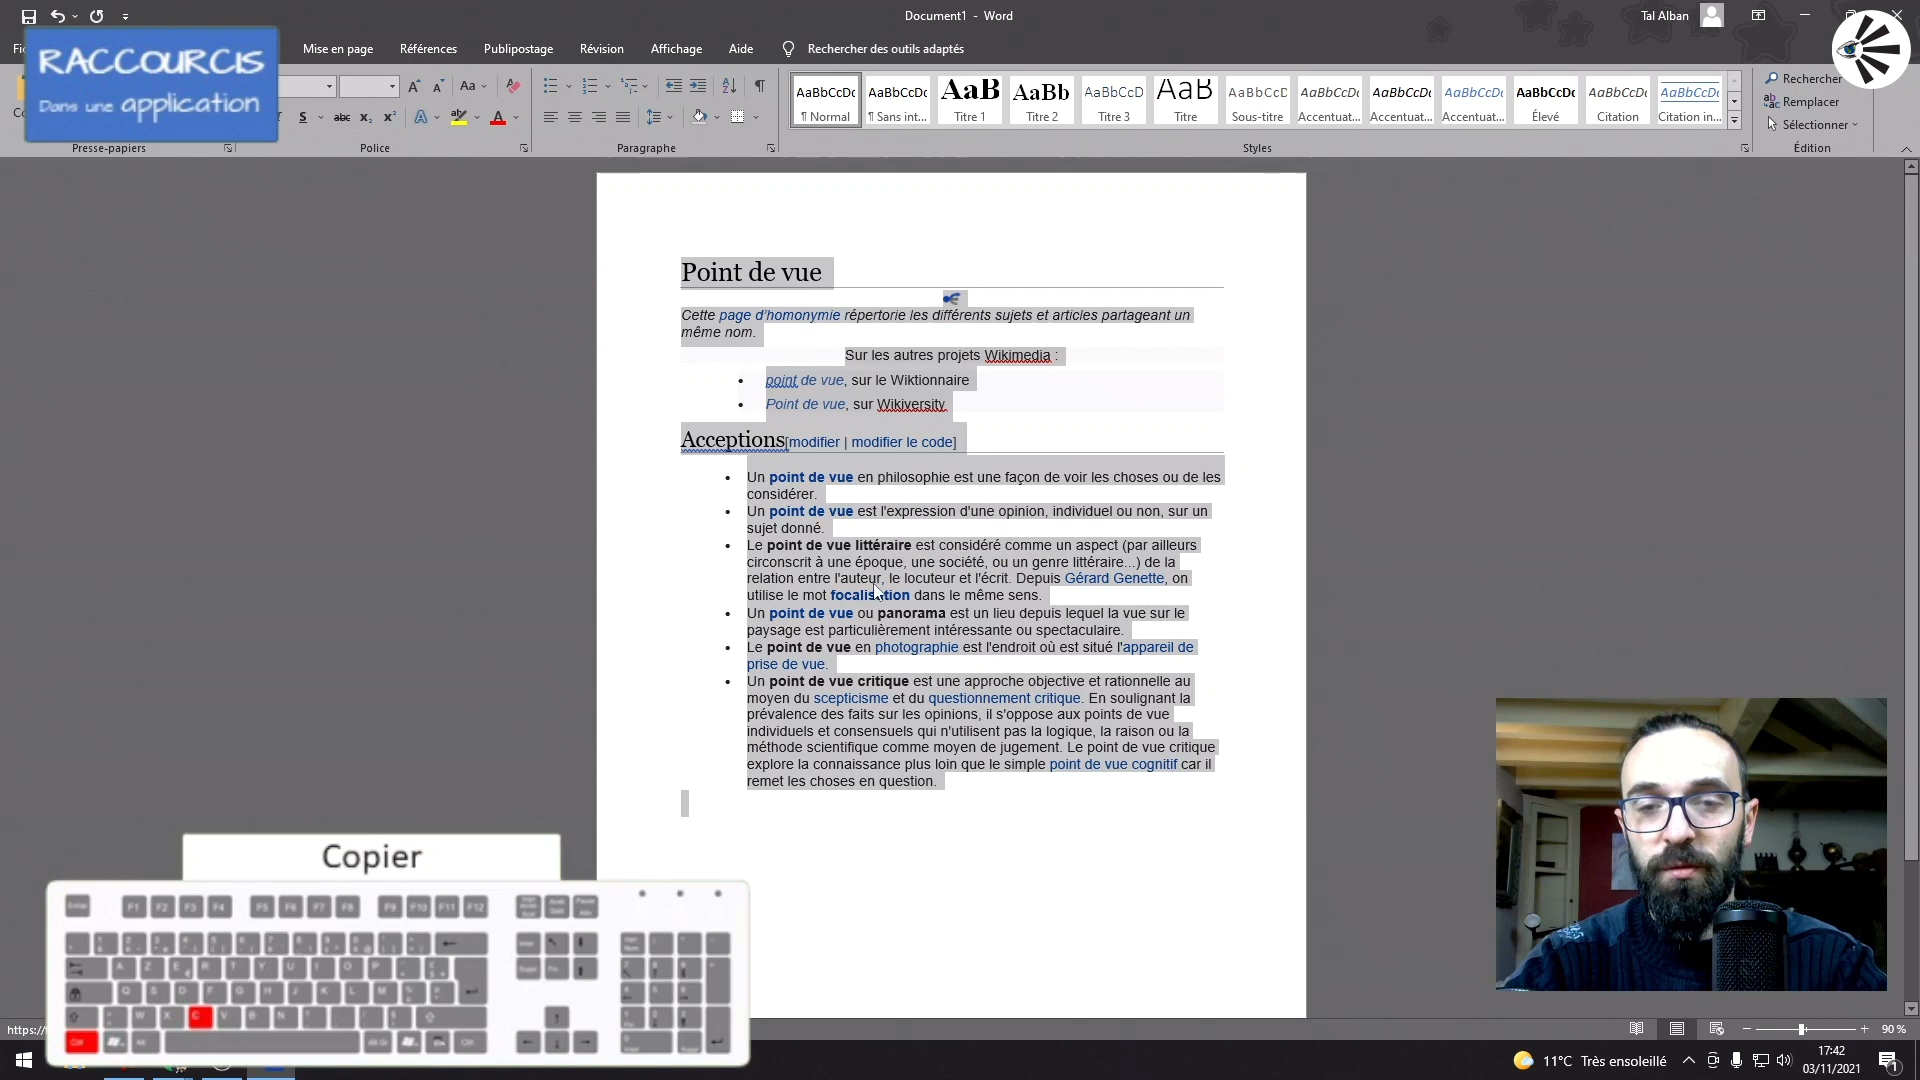 Document1 - Word
Tal Alban
RACCOURCIS
Dans une application
Mise en page
Références
Publipostage
Révision
Affichage
Aide
Rechercher des outils adaptés
AaBbCcDc
¶ Normal
AaBbCcDc
¶ Sans int...
AaB
Titre 1
AaBb
Titre 2
AaBbCcD
Titre 3
AaB
Titre
AaBbCcD
Sous-titre
AaBbCcDc
Accentuat...
AaBbCcDc
Accentuat...
AaBbCcDc
Accentuat...
AaBbCcDc
Élevé
AaBbCcDc
Citation
AaBbCcDc
Citation in...
Rechercher
Remplacer
Sélectionner
Presse-papiers
Police
Paragraphe
Styles
Édition
Point de vue
Cette page d'homonymie répertorie les différents sujets et articles partageant un
même nom.
Sur les autres projets Wikimedia :
• point de vue, sur le Wiktionnaire
• Point de vue, sur Wikiversity
Acceptions[modifier | modifier le code]
• Un point de vue en philosophie est une façon de voir les choses ou de les
considérer.
• Un point de vue est l'expression d'une opinion, individuel ou non, sur un
sujet donné.
• Le point de vue littéraire est considéré comme un aspect (par ailleurs
circonscrit à une époque, une société, ou un genre littéraire...) de la
relation entre l'auteur, le locuteur et l'écrit. Depuis Gérard Genette, on
utilise le mot focalisation dans le même sens.
• Un point de vue ou panorama est un lieu depuis lequel la vue sur le
paysage est particulièrement intéressante ou spectaculaire.
• Le point de vue en photographie est l'endroit où est situé l'appareil de
prise de vue.
• Un point de vue critique est une approche objective et rationnelle au
moyen du scepticisme et du questionnement critique. En soulignant la
prévalence des faits sur les opinions, il s'oppose aux points de vue
individuels et consensuels qui n'utilisent pas la logique, la raison ou la
méthode scientifique comme moyen de jugement. Le point de vue critique
explore la connaissance plus loin que le simple point de vue cognitif car il
remet les choses en question.
Copier
F1 F2 F3 F4 F5 F6 F7 F8 F9 F10 F11 F12
A Z E R T Y U I O P
Q S D F G H J K L M
W X C V B N
https://
90 %
11°C Très ensoleillé
17:42
03/11/2021